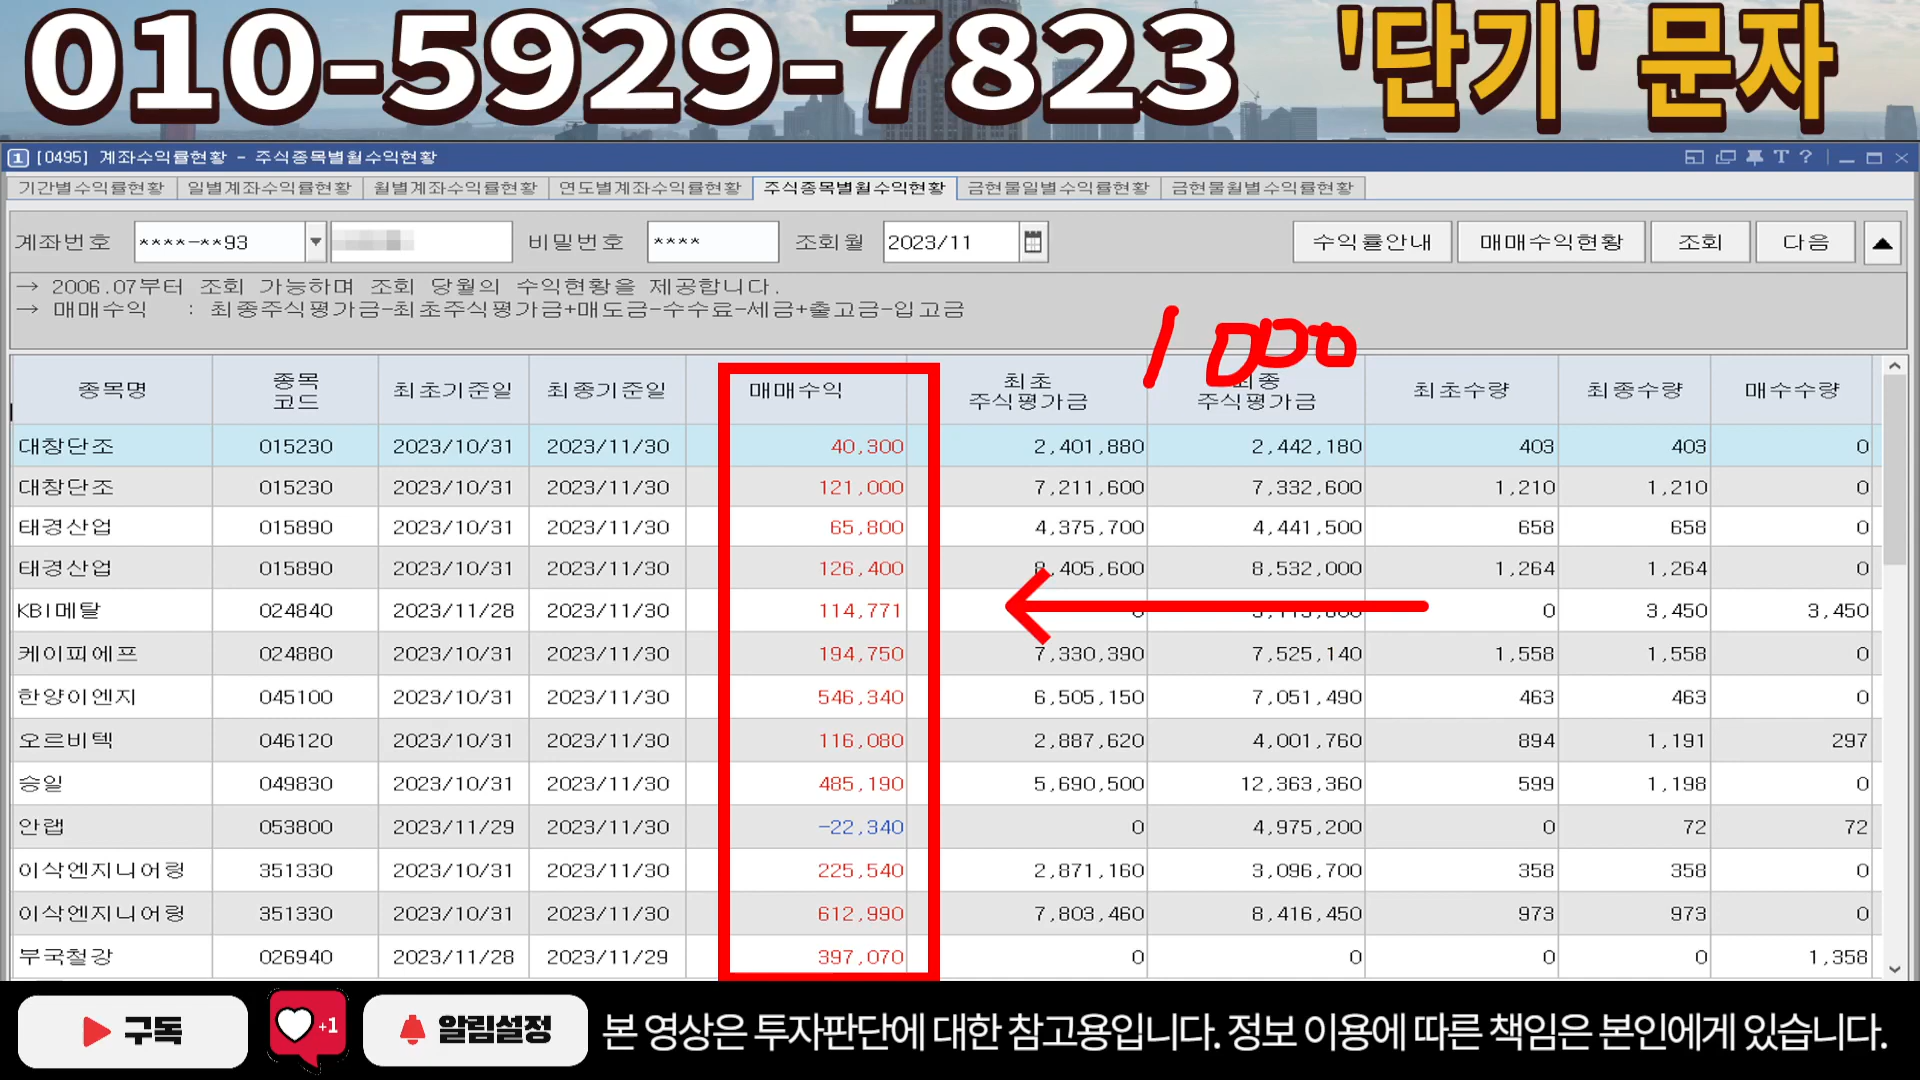 010-5929-7823 '단기' 문자
1 [0495] 계좌수익률현황 - 주식종목별월수익현황
기간별수익률현황 일별계좌수익률현황 월별계좌수익률현황 연도별계좌수익률현황 주식종목별월수익현황 금현물일별수익률현황 금현물월별수익률현황
계좌번호 ****-**93 비밀번호 **** 조회월 2023/11 수익률안내 매매수익현황 조회 다음
→ 2006.07부터 조회 가능하며 조회 당월의 수익현황을 제공합니다.
→ 매매수익 : 최종주식평가금-최초주식평가금+매도금-수수료-세금+출고금-입고금
1000
종목명 종목코드 최초기준일 최종기준일 매매수익 최초주식평가금 최종주식평가금 최초수량 최종수량 매수수량
대창단조 015230 2023/10/31 2023/11/30 40,300 2,401,880 2,442,180 403 403 0
대창단조 015230 2023/10/31 2023/11/30 121,000 7,211,600 7,332,600 1,210 1,210 0
태경산업 015890 2023/10/31 2023/11/30 65,800 4,375,700 4,441,500 658 658 0
태경산업 015890 2023/10/31 2023/11/30 126,400 8,405,600 8,532,000 1,264 1,264 0
KBI메탈 024840 2023/11/28 2023/11/30 114,771 0 0 3,450 3,450
케이피에프 024880 2023/10/31 2023/11/30 194,750 7,330,390 7,525,140 1,558 1,558 0
한양이엔지 045100 2023/10/31 2023/11/30 546,340 6,505,150 7,051,490 463 463 0
오르비텍 046120 2023/10/31 2023/11/30 116,080 2,887,620 4,001,760 894 1,191 297
승일 049830 2023/10/31 2023/11/30 485,190 5,690,500 12,363,360 599 1,198 0
안랩 053800 2023/11/29 2023/11/30 -22,340 0 4,975,200 0 72 72
이삭엔지니어링 351330 2023/10/31 2023/11/30 225,540 2,871,160 3,096,700 358 358 0
이삭엔지니어링 351330 2023/10/31 2023/11/30 612,990 7,803,460 8,416,450 973 973 0
부국철강 026940 2023/11/28 2023/11/29 397,070 0 0 0 0 1,358
구독 +1 알림설정 본 영상은 투자판단에 대한 참고용입니다. 정보 이용에 따른 책임은 본인에게 있습니다.